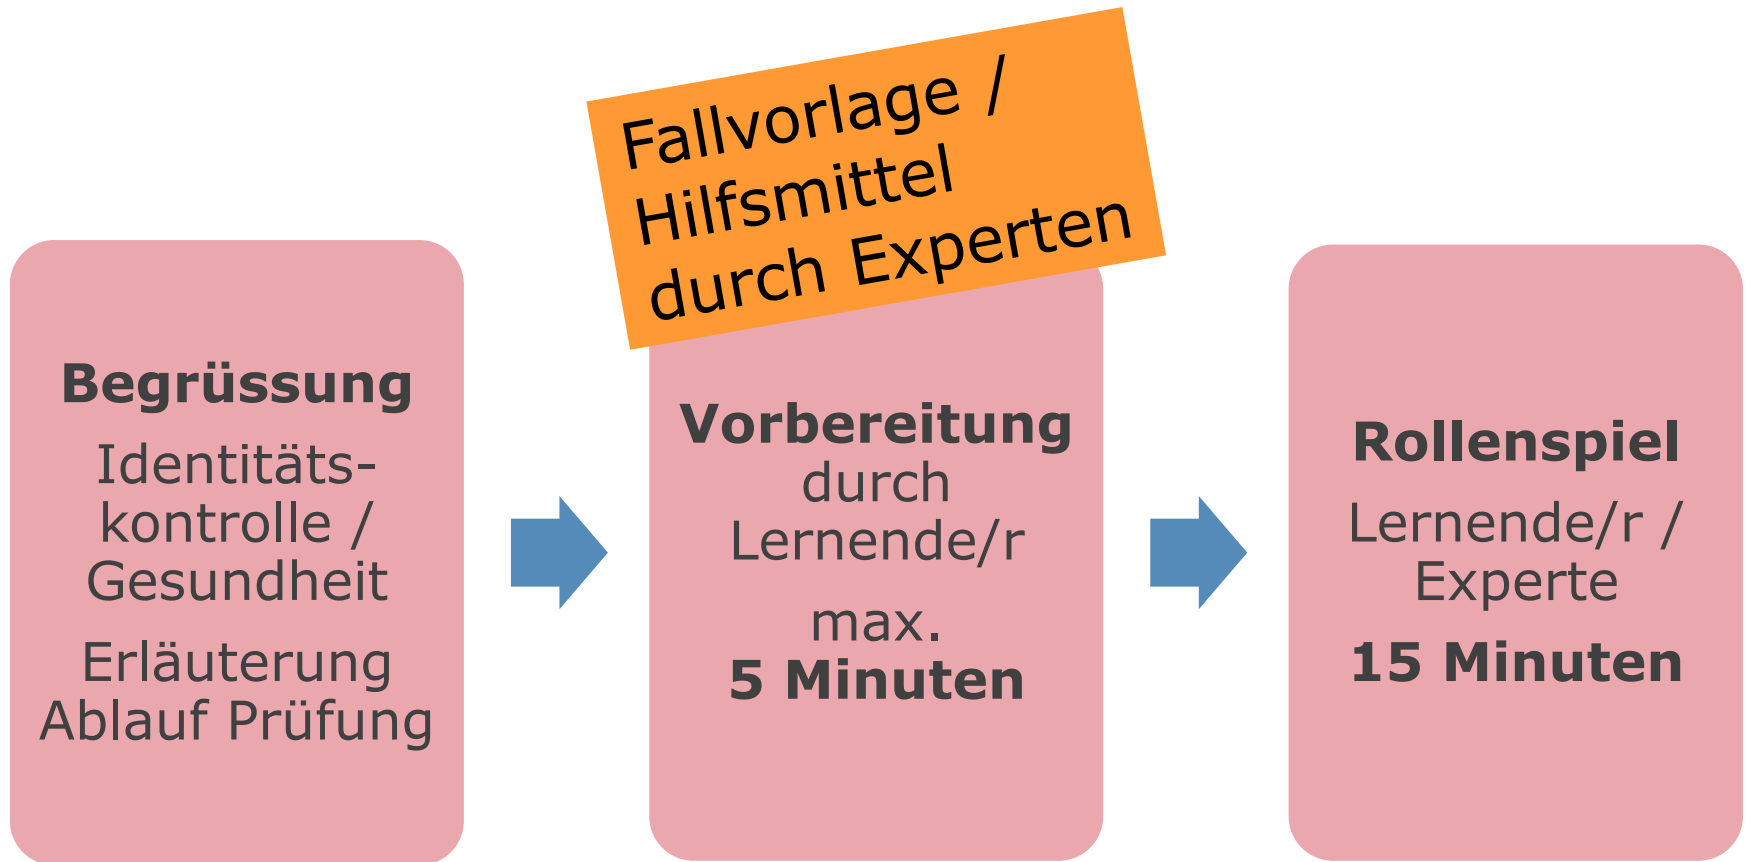 Begrüssung
Identitäts-
kontrolle /
Gesundheit
Erläuterung
Ablauf Prüfung
Fallvorlage /
Hilfsmittel
durch Experten
Vorbereitung
durch
Lernende/r
max.
5 Minuten
Rollenspiel
Lernende/r /
Experte
15 Minuten